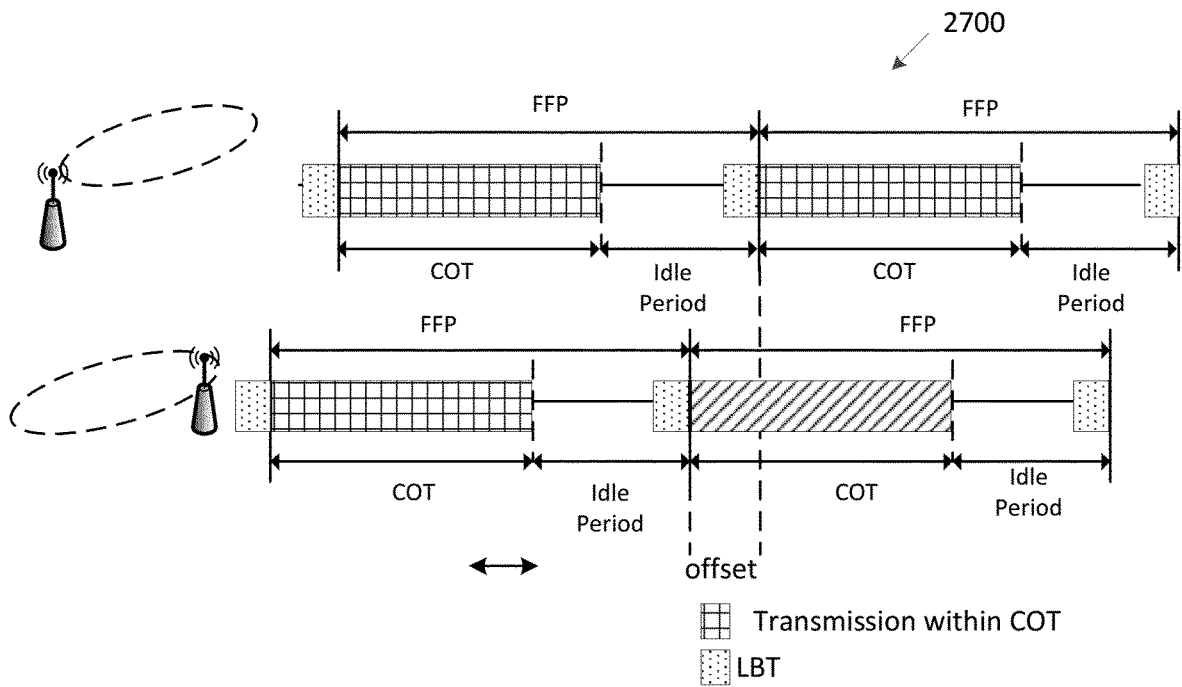 2700
FFP
FFP
COT
Idle
Period
COT
Idle
Period
FFP
FFP
COT
Idle
Period
COT
Idle
Period
offset
Transmission within COT
LBT